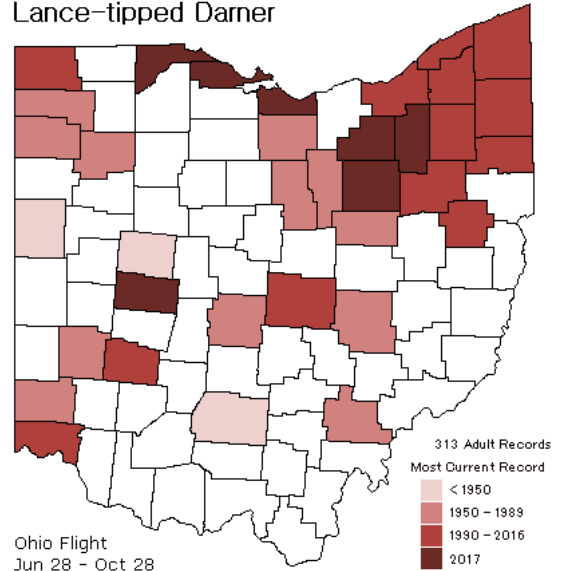 Lance-tipped Darner
313 Adult Records
Most Current Record
< 1950
1950 - 1989
1990 - 2016
2017
Ohio Flight
Jun 28 - Oct 28